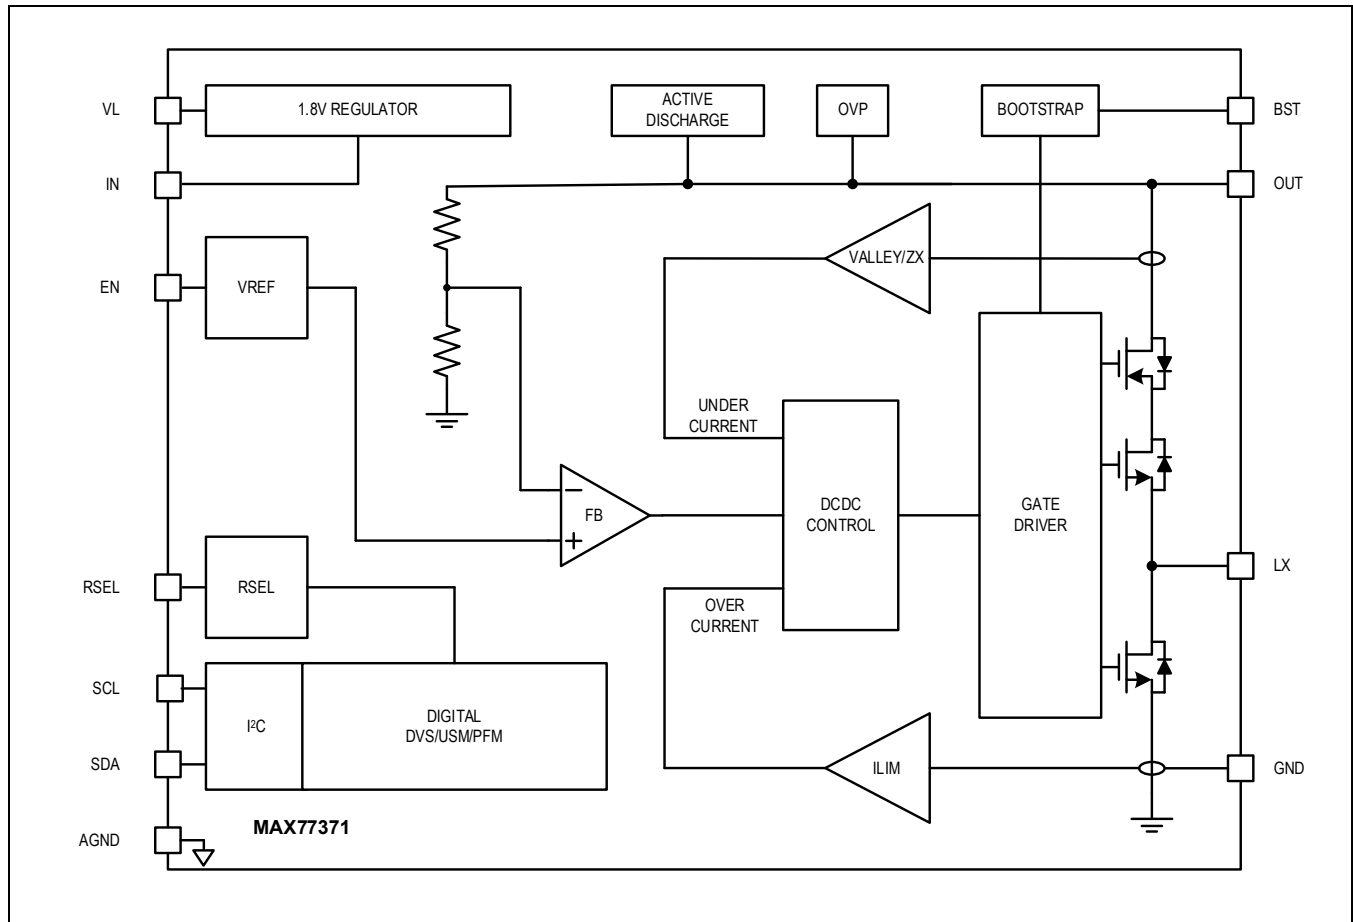 VL
1.8V REGULATOR
ACTIVE
DISCHARGE
OVP
BOOTSTRAP
BST
IN
OUT
EN
VREF
VALLEY/ZX
UNDER
CURRENT
FB
DCDC
CONTROL
GATE
DRIVER
LX
RSEL
RSEL
OVER
CURRENT
SCL
I²C
DIGITAL
DVS/USM/PFM
SDA
ILIM
GND
MAX77371
AGND